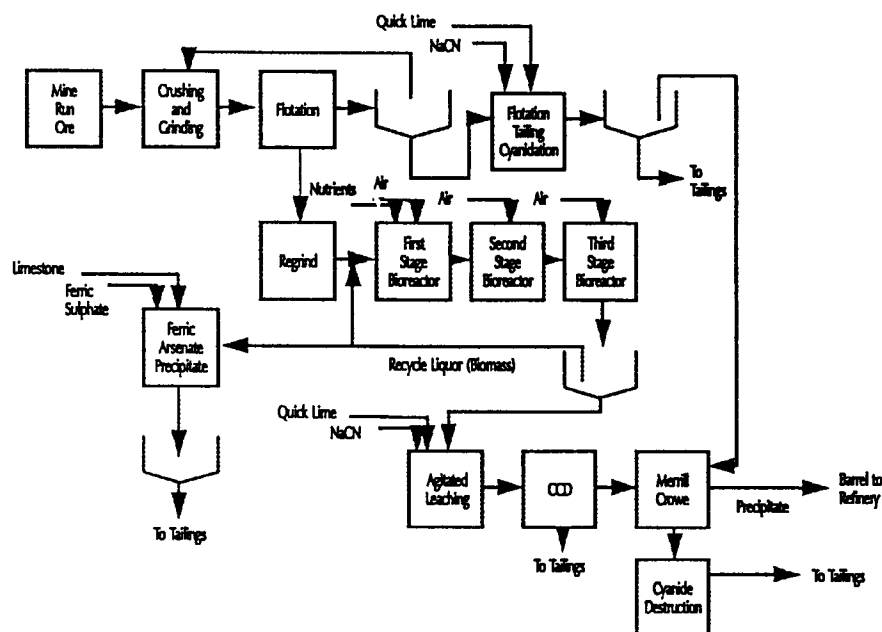 Quick Lime
NaCN
Mine
Run
Ore
Crushing
and
Grinding
Flotation
Flotation
Tailing
Cyanidation
To
Tailings
Nutrients
Air
Air
Air
Regrind
First
Stage
Bioreactor
Second
Stage
Bioreactor
Third
Stage
Bioreactor
Limestone
Ferric
Sulphate
Ferric
Arsenate
Precipitate
Recycle Liquor (Biomass)
Quick Lime
NaCN
Agitated
Leaching
CCD
Merrill
Crowe
Precipitate
Barrel to
Refinery
To Tailings
To Tailings
Cyanide
Destruction
To Tailings